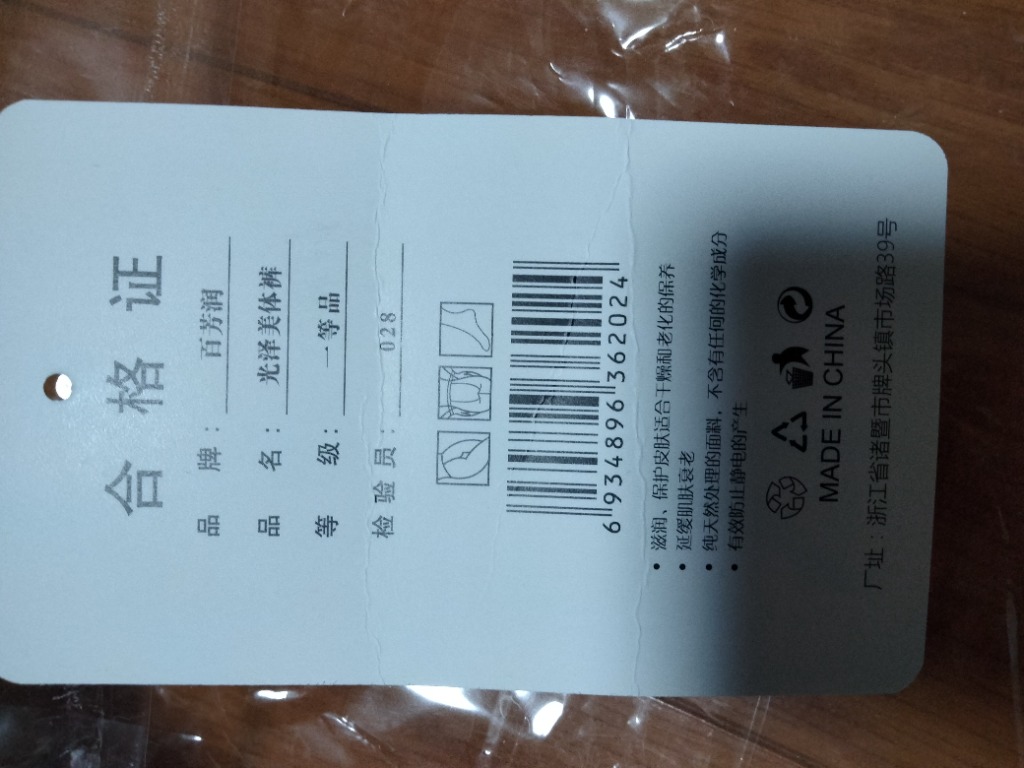 合格证
品 牌： 百芳润
品 名： 光泽美体裤
等 级： 一等品
检 验 员： 028
6 934896 362024
• 滋润、保护皮肤适合干燥和老化的保养
• 延缓肌肤衰老
• 纯天然处理的面料，不含有任何的化学成分
• 有效防止静电的产生
MADE IN CHINA
厂址：浙江省诸暨市牌头镇市场路39号